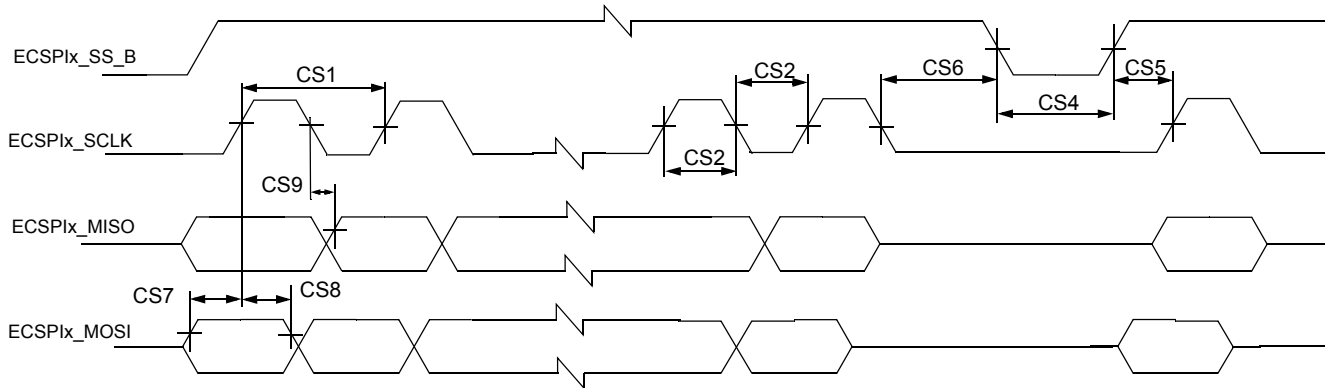 ECSPIx_SS_B
CS1
CS2
CS6
CS5
CS4
ECSPIx_SCLK
CS2
CS9
ECSPIx_MISO
CS7
CS8
ECSPIx_MOSI